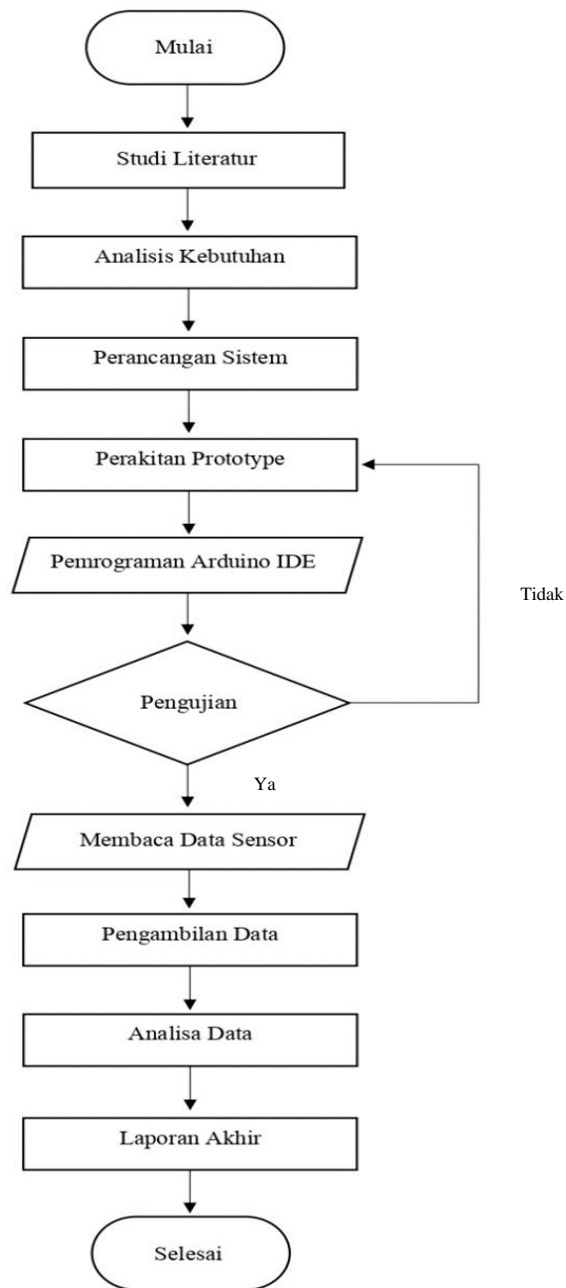 Mulai
Studi Literatur
Analisis Kebutuhan
Perancangan Sistem
Perakitan Prototype
Pemrograman Arduino IDE
Tidak
Pengujian
Ya
Membaca Data Sensor
Pengambilan Data
Analisa Data
Laporan Akhir
Selesai